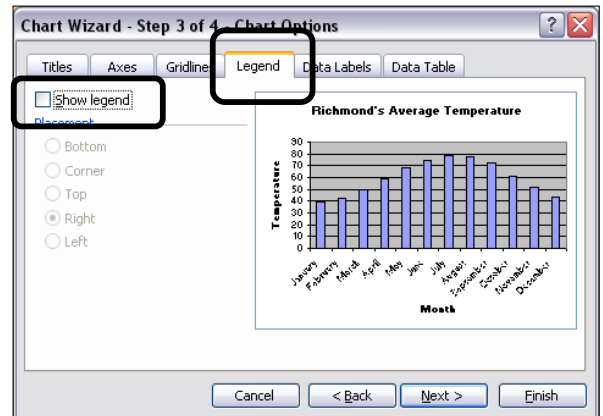 Chart Wizard - Step 3 of 4 - Chart Options
Titles Axes Gridlines Legend Data Labels Data Table
Show legend
Placement
Bottom
Corner
Top
Right
Left
Richmond's Average Temperature
Temperature
90
80
70
60
50
40
30
20
10
0
January February March April May June July August September October November December
Month
Cancel < Back Next > Finish